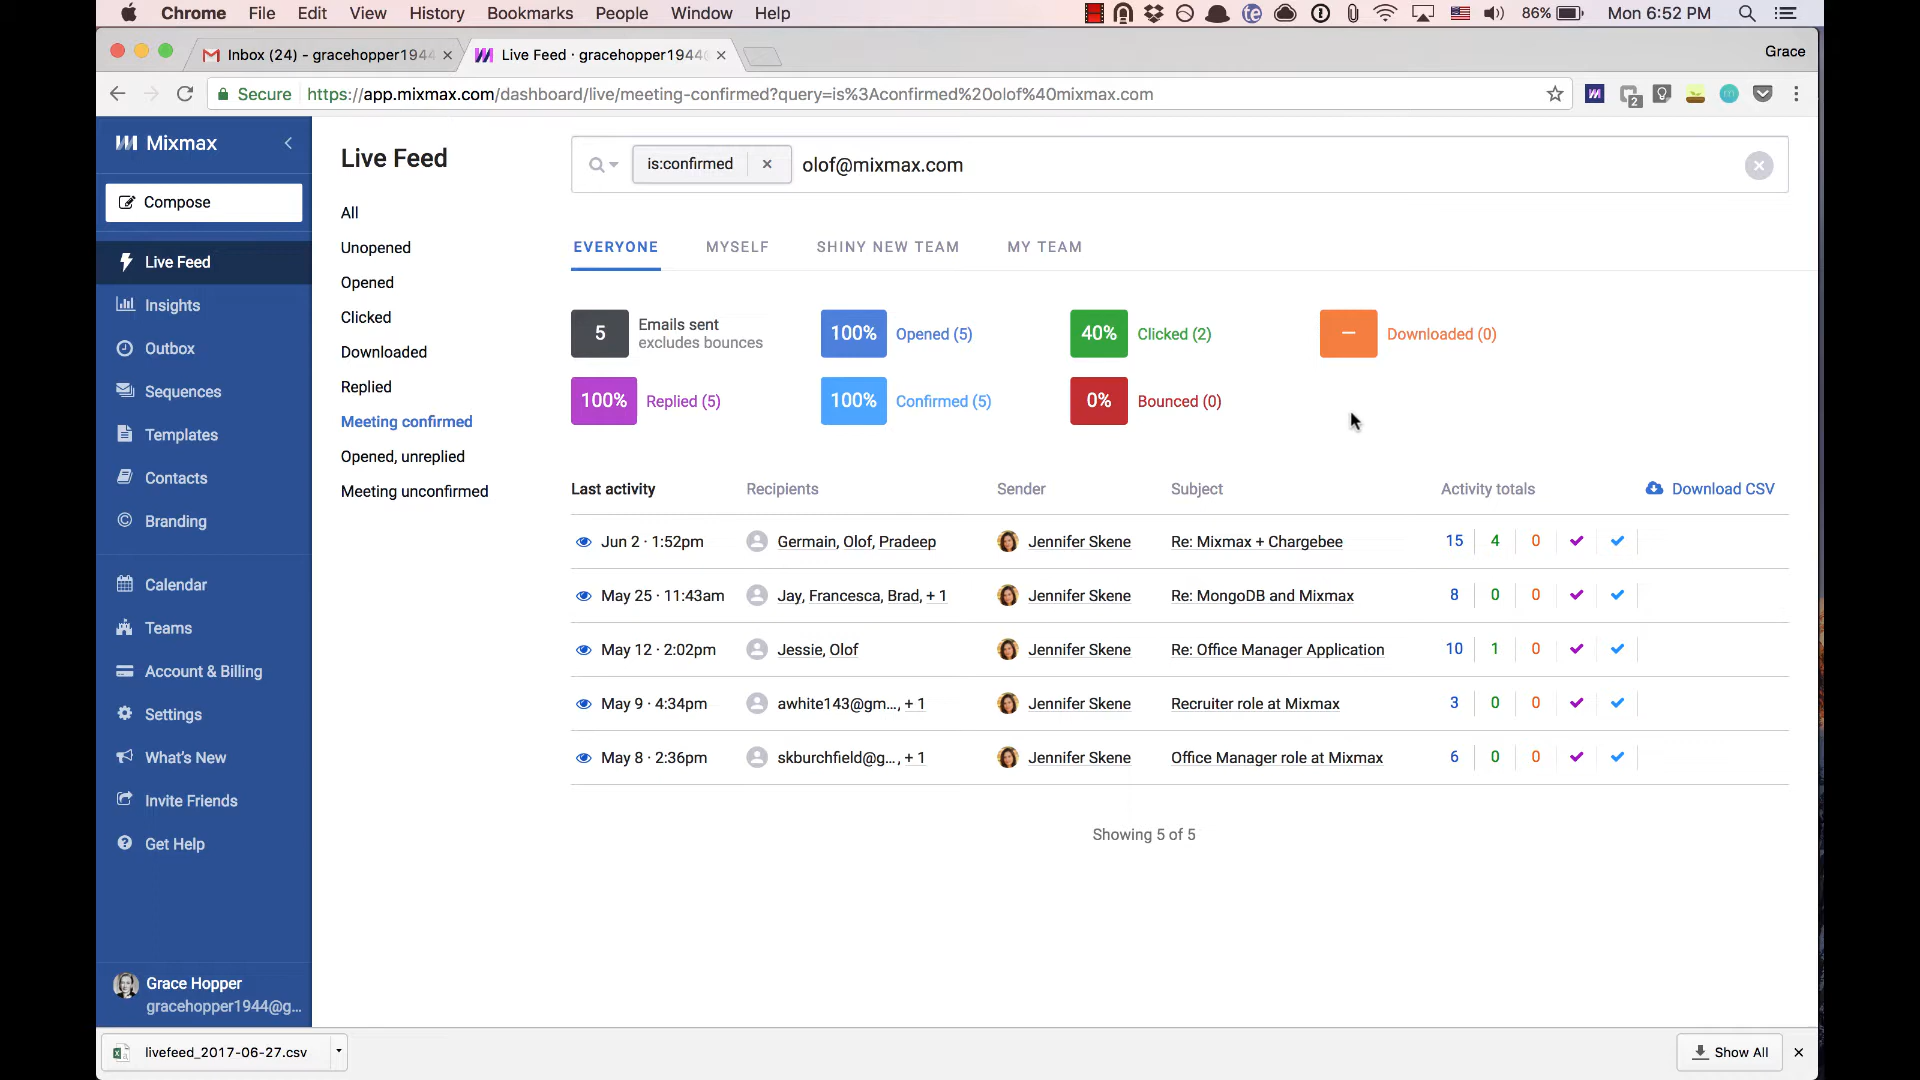 Chrome File Edit View History Bookmarks People Window Help 86% Mon 6:52 PM
Inbox (24) - gracehopper1944
Live Feed · gracehopper1944
Grace
Secure https://app.mixmax.com/dashboard/live/meeting-confirmed?query=is%3Aconfirmed%20olof%40mixmax.com
2
Mixmax
Compose
Live Feed
Insights
Outbox
Sequences
Templates
Contacts
Branding
Calendar
Teams
Account & Billing
Settings
What's New
Invite Friends
Get Help
Grace Hopper
gracehopper1944@g...
Live Feed
All
Unopened
Opened
Clicked
Downloaded
Replied
Meeting confirmed
Opened, unreplied
Meeting unconfirmed
is:confirmed olof@mixmax.com
EVERYONE MYSELF SHINY NEW TEAM MY TEAM
5 Emails sent
excludes bounces
100% Opened (5)
40% Clicked (2)
– Downloaded (0)
100% Replied (5)
100% Confirmed (5)
0% Bounced (0)
Last activity Recipients Sender Subject Activity totals Download CSV
Jun 2 · 1:52pm Germain, Olof, Pradeep Jennifer Skene Re: Mixmax + Chargebee 15 4 0
May 25 · 11:43am Jay, Francesca, Brad, + 1 Jennifer Skene Re: MongoDB and Mixmax 8 0 0
May 12 · 2:02pm Jessie, Olof Jennifer Skene Re: Office Manager Application 10 1 0
May 9 · 4:34pm awhite143@gm..., + 1 Jennifer Skene Recruiter role at Mixmax 3 0 0
May 8 · 2:36pm skburchfield@g..., + 1 Jennifer Skene Office Manager role at Mixmax 6 0 0
Showing 5 of 5
livefeed_2017-06-27.csv
Show All